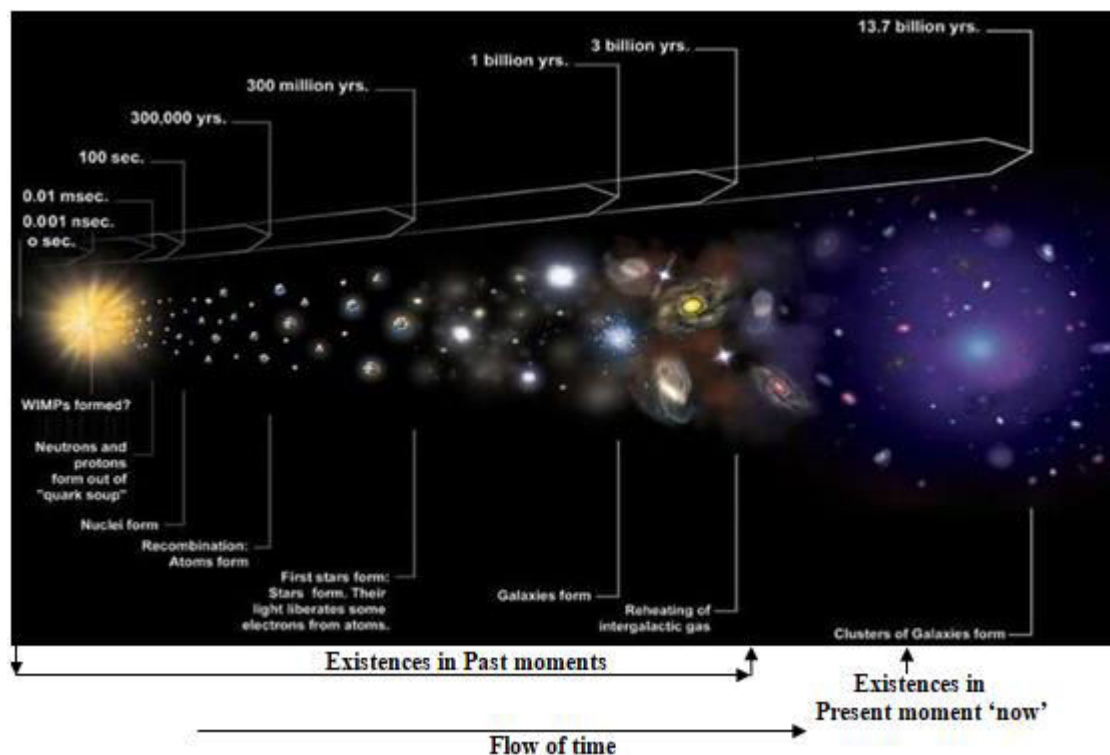 13.7 billion yrs.
3 billion yrs.
1 billion yrs.
300 million yrs.
300,000 yrs.
100 sec.
0.01 msec.
0.001 nsec.
o sec.
WIMPs formed?
Neutrons and
protons
form out of
"quark soup"
Nuclei form
Recombination:
Atoms form
First stars form:
Stars form. Their
light liberates some
electrons from atoms.
Galaxies form
Reheating of
intergalactic gas
Clusters of Galaxies form
Existences in Past moments
Existences in
Present moment ‘now’
Flow of time